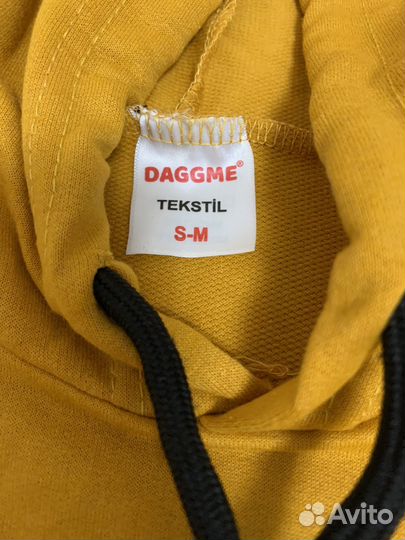 DAGGME®
TEKSTİL
S-M
Avito